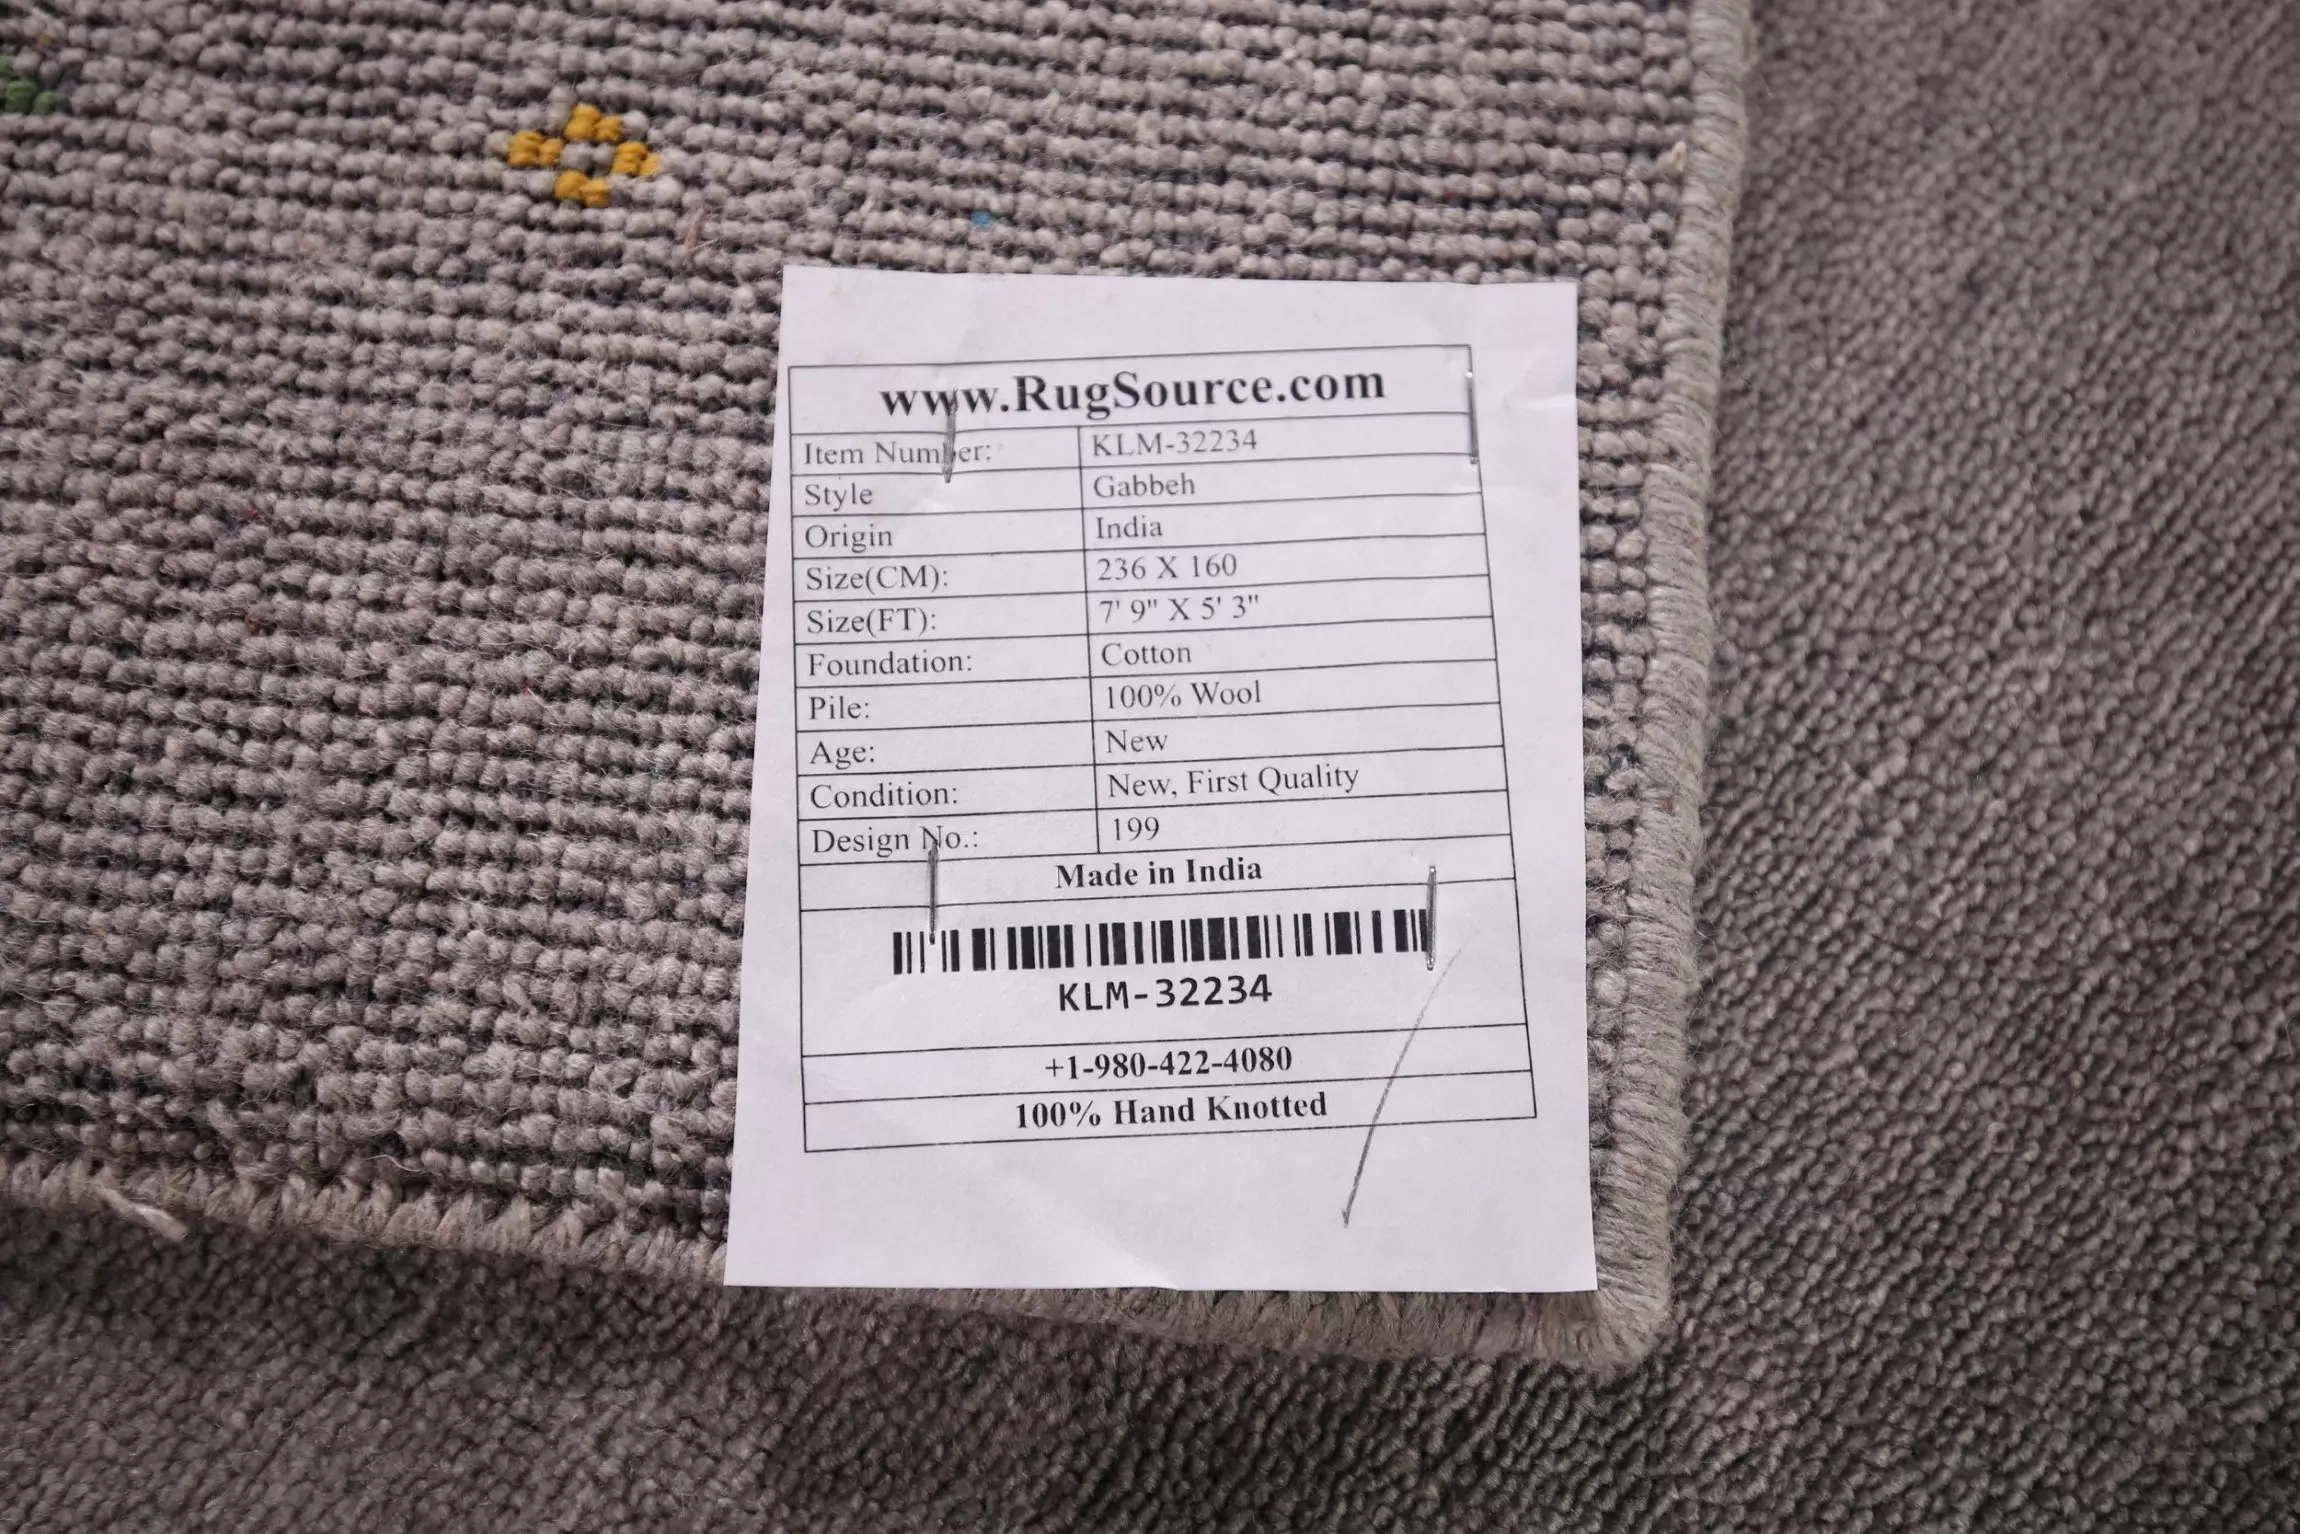 www.RugSource.com
Item Number: KLM-32234
Style Gabbeh
Origin India
Size(CM): 236 X 160
Size(FT): 7' 9" X 5' 3"
Foundation: Cotton
Pile: 100% Wool
Age: New
Condition: New, First Quality
Design No.: 199
Made in India
KLM-32234
+1-980-422-4080
100% Hand Knotted